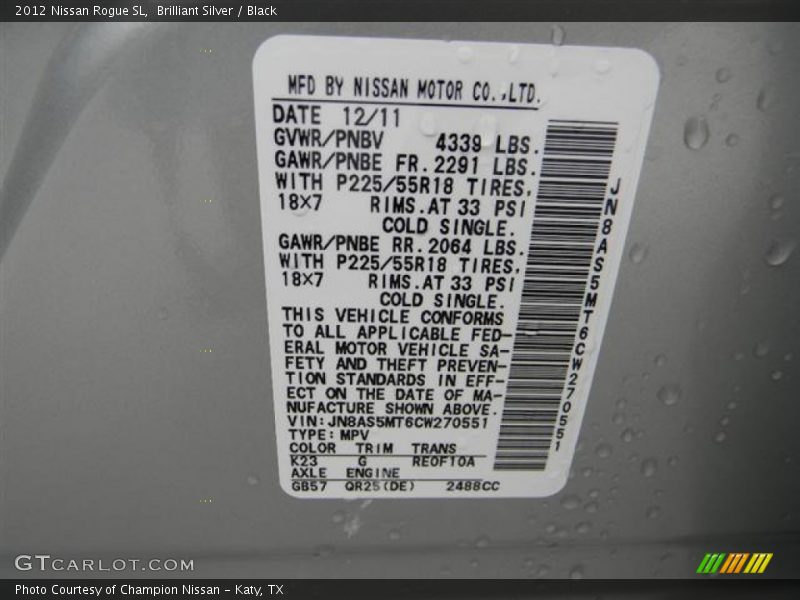 2012 Nissan Rogue SL,  Brilliant Silver / Black
MFD BY NISSAN MOTOR CO.,LTD.
DATE 12/11
GVWR/PNBV 4339 LBS.
GAWR/PNBE FR. 2291 LBS.
WITH P225/55R18 TIRES,
18×7 RIMS.AT 33 PSI
COLD SINGLE.
GAWR/PNBE RR. 2064 LBS.
WITH P225/55R18 TIRES,
18×7 RIMS.AT 33 PSI
COLD SINGLE.
THIS VEHICLE CONFORMS
TO ALL APPLICABLE FED-
ERAL MOTOR VEHICLE SA-
FETY AND THEFT PREVEN-
TION STANDARDS IN EFF-
ECT ON THE DATE OF MA-
NUFACTURE SHOWN ABOVE.
VIN:JN8AS5MT6CW270551
TYPE:MPV
COLOR TRIM TRANS
K23 G RE0F10A
AXLE ENGINE
GB57 QR25(DE) 2488CC
JN8AS5MT6CW270551
GTCARLOT.COM
Photo Courtesy of Champion Nissan - Katy, TX